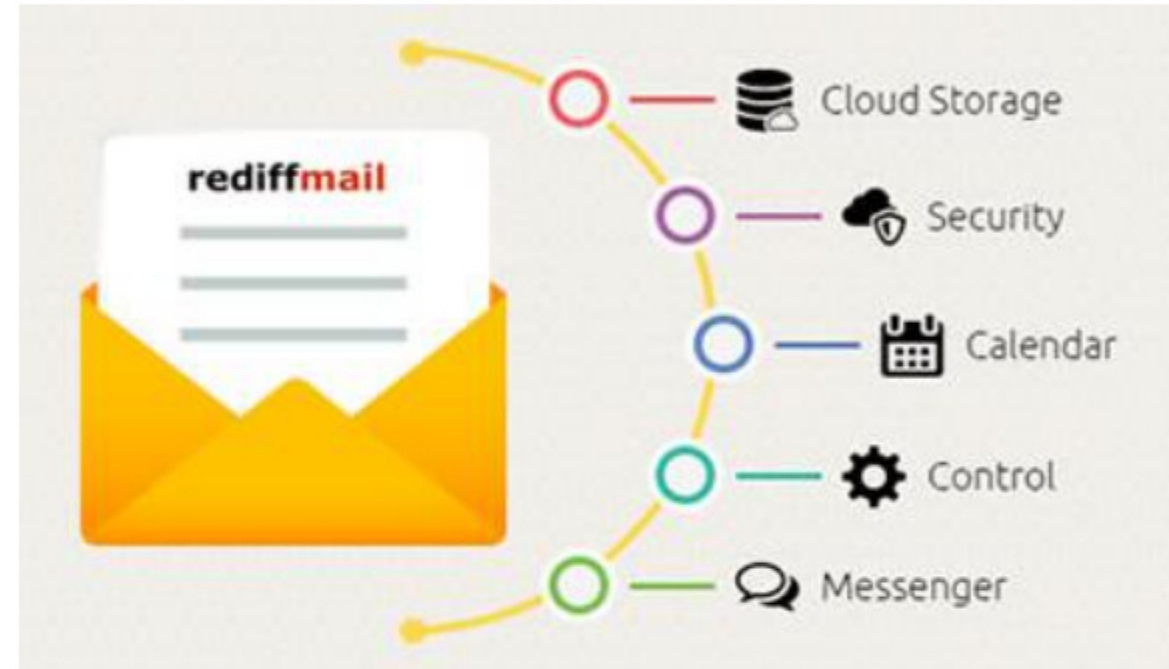 rediffmail
Cloud Storage
Security
Calendar
Control
Messenger